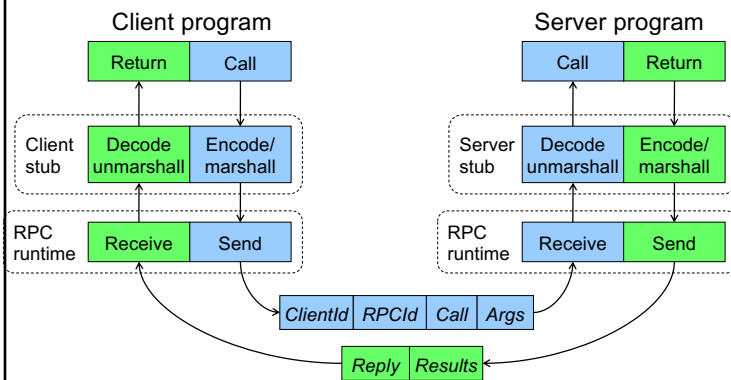 Client program
Server program
Return Call
Call Return
Client
stub
Decode
unmarshall
Encode/
marshall
Server
stub
Decode
unmarshall
Encode/
marshall
RPC
runtime
Receive Send
RPC
runtime
Receive Send
ClientId RPCId Call Args
Reply Results